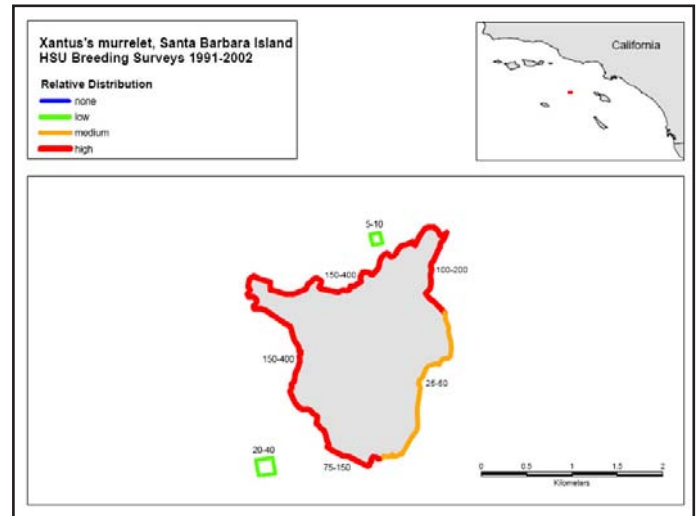 Xantus's murrelet, Santa Barbara Island
HSU Breeding Surveys 1991-2002
Relative Distribution
none
low
medium
high
California
5-10
150-400
100-200
150-400
25-50
20-40
75-150
0 0.5 1 1.5 2
Kilometers